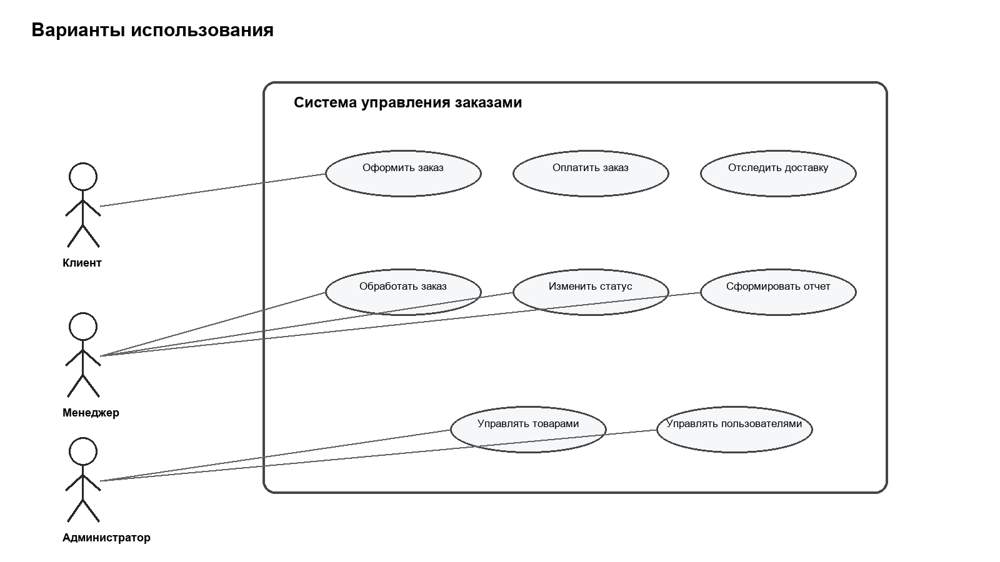 Варианты использования
Система управления заказами
Оформить заказ
Оплатить заказ
Отследить доставку
Клиент
Обработать заказ
Изменить статус
Сформировать отчет
Менеджер
Управлять товарами
Управлять пользователями
Администратор